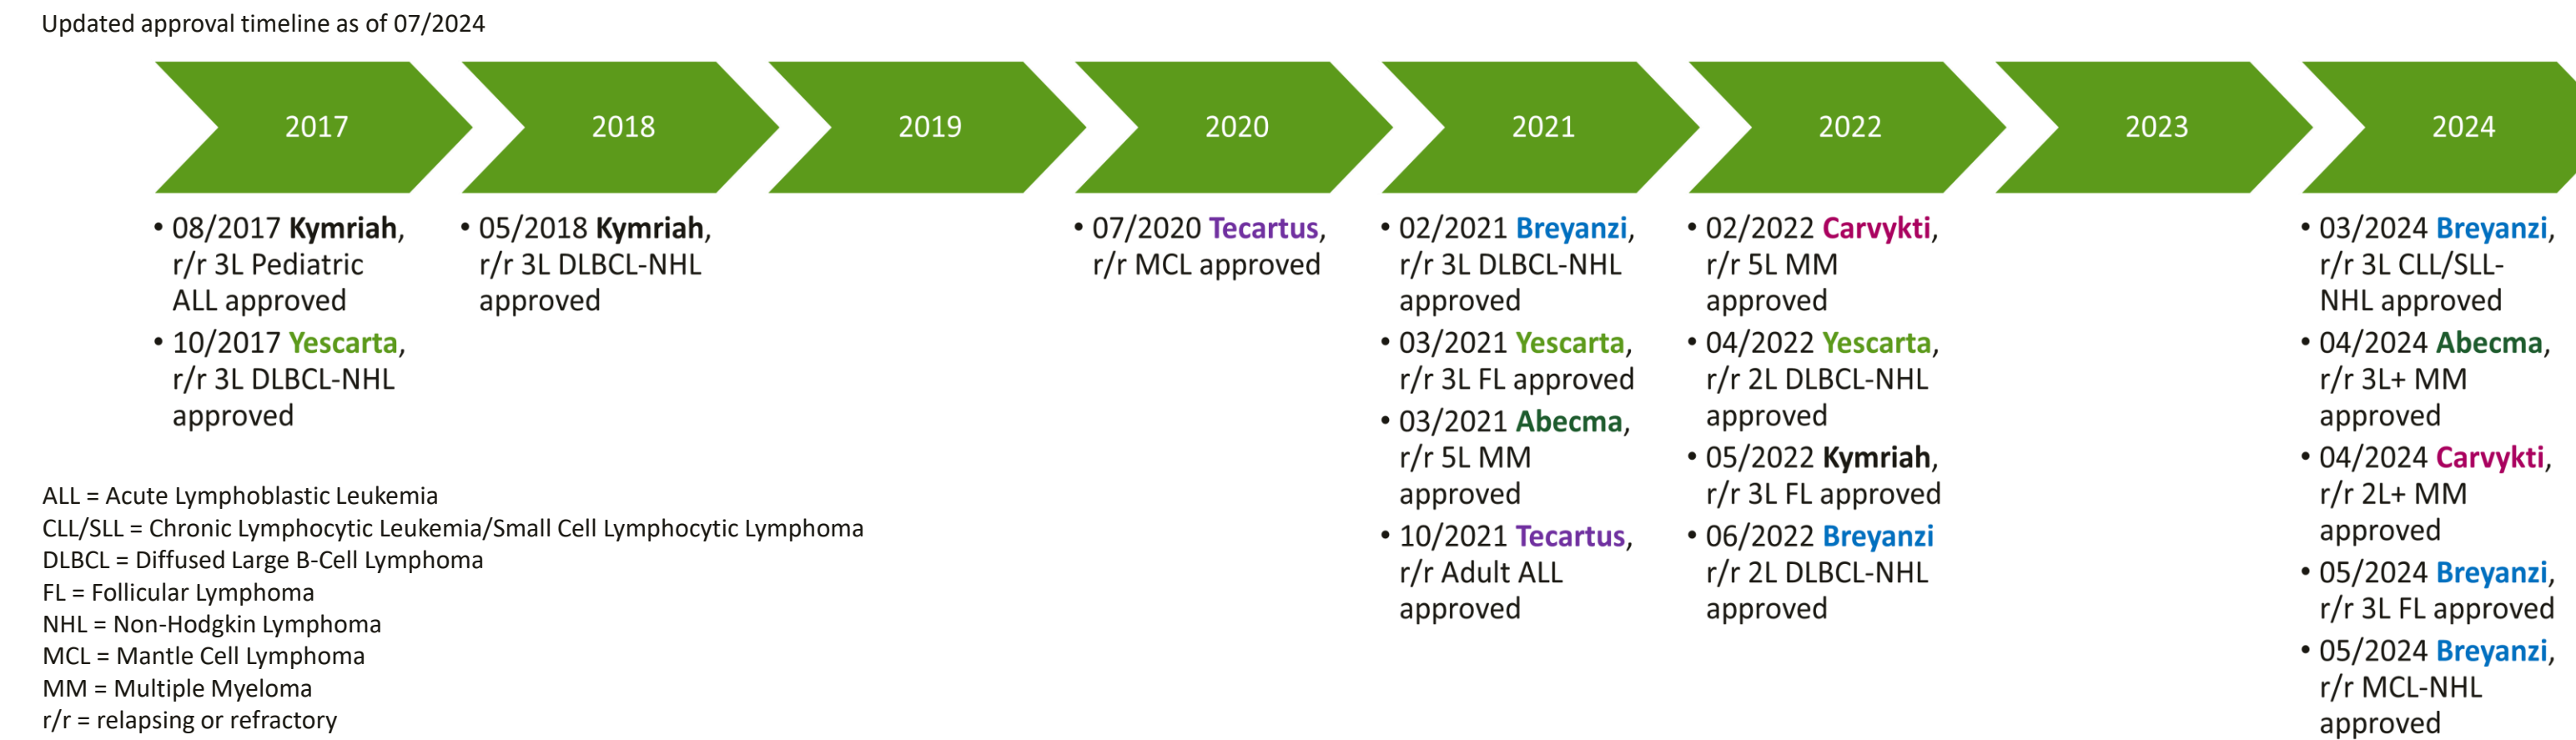 Updated approval timeline as of 07/2024
2017
2018
2019
2020
2021
2022
2023
2024
• 08/2017 Kymriah,
r/r 3L Pediatric
ALL approved
• 10/2017 Yescarta,
r/r 3L DLBCL-NHL
approved
• 05/2018 Kymriah,
r/r 3L DLBCL-NHL
approved
• 07/2020 Tecartus,
r/r MCL approved
• 02/2021 Breyanzi,
r/r 3L DLBCL-NHL
approved
• 03/2021 Yescarta,
r/r 3L FL approved
• 03/2021 Abecma,
r/r 5L MM
approved
• 10/2021 Tecartus,
r/r Adult ALL
approved
• 02/2022 Carvykti,
r/r 5L MM
approved
• 04/2022 Yescarta,
r/r 2L DLBCL-NHL
approved
• 05/2022 Kymriah,
r/r 3L FL approved
• 06/2022 Breyanzi
r/r 2L DLBCL-NHL
approved
• 03/2024 Breyanzi,
r/r 3L CLL/SLL-
NHL approved
• 04/2024 Abecma,
r/r 3L+ MM
approved
• 04/2024 Carvykti,
r/r 2L+ MM
approved
• 05/2024 Breyanzi,
r/r 3L FL approved
• 05/2024 Breyanzi,
r/r MCL-NHL
approved
ALL = Acute Lymphoblastic Leukemia
CLL/SLL = Chronic Lymphocytic Leukemia/Small Cell Lymphocytic Lymphoma
DLBCL = Diffused Large B-Cell Lymphoma
FL = Follicular Lymphoma
NHL = Non-Hodgkin Lymphoma
MCL = Mantle Cell Lymphoma
MM = Multiple Myeloma
r/r = relapsing or refractory